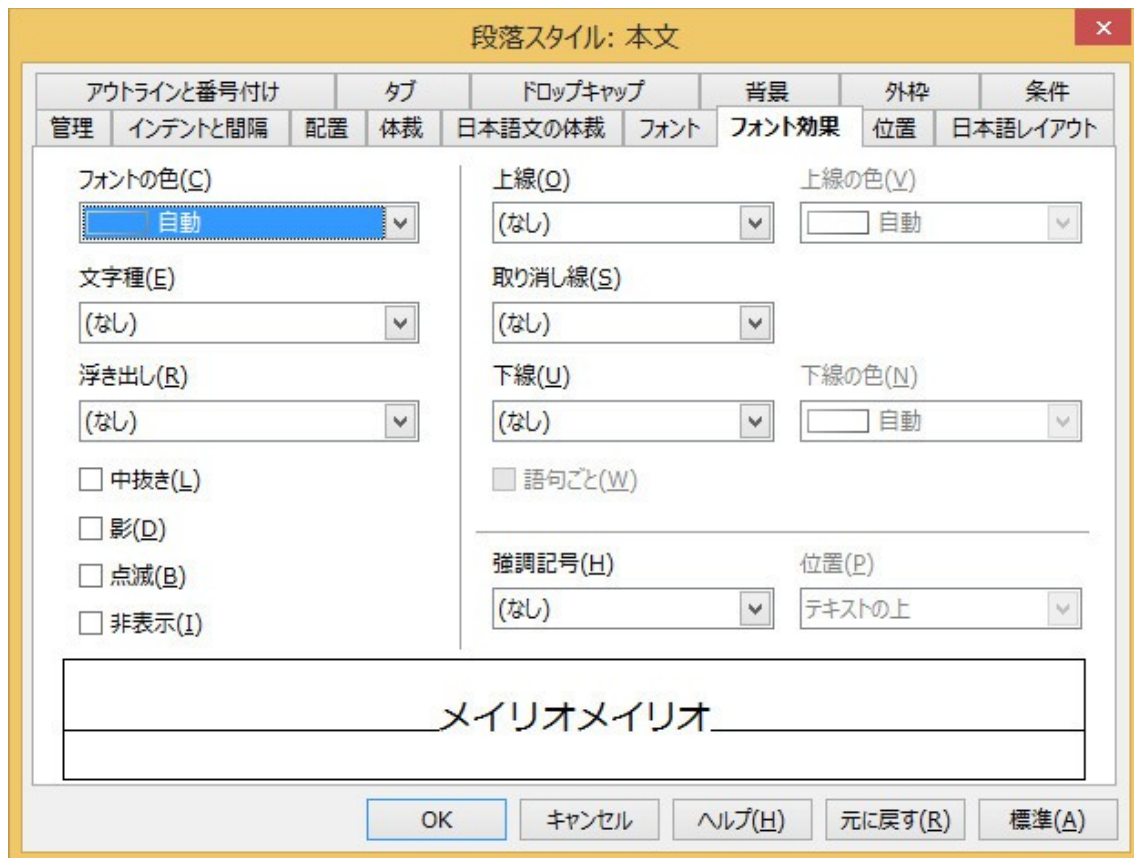 段落スタイル: 本文
アウトラインと番号付け タブ ドロップキャップ 背景 外枠 条件
管理 インデントと間隔 配置 体裁 日本語文の体裁 フォント フォント効果 位置 日本語レイアウト
フォントの色(C) 上線(O) 上線の色(V)
自動 (なし) 自動
文字種(E) 取り消し線(S)
(なし) (なし)
浮き出し(R) 下線(U) 下線の色(N)
(なし) (なし) 自動
中抜き(L) 語句ごと(W)
影(D)
点滅(B) 強調記号(H) 位置(P)
非表示(I) (なし) テキストの上
メイリオメイリオ
OK キャンセル ヘルプ(H) 元に戻す(R) 標準(A)